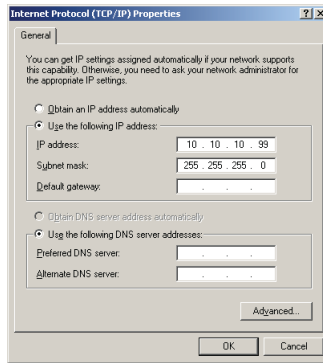 Internet Protocol (TCP/IP) Properties
General
You can get IP settings assigned automatically if your network supports
this capability. Otherwise, you need to ask your network administrator for
the appropriate IP settings.
Obtain an IP address automatically
Use the following IP address:
IP address: 10 . 10 . 10 . 99
Subnet mask: 255 . 255 . 255 . 0
Default gateway: . . .
Obtain DNS server address automatically
Use the following DNS server addresses:
Preferred DNS server: . . .
Alternate DNS server: . . .
Advanced...
OK Cancel